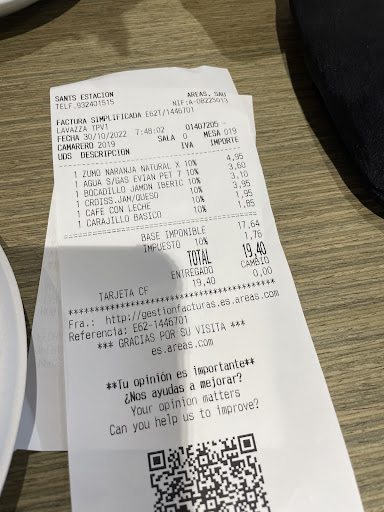 SANTS ESTACION AREAS, SAU
TELF.932401515 NIF:A-08225013
FACTURA SIMPLIFICADA E62T/1446701
LAVAZZA TPV1
FECHA 30/10/2022 7:48:02 01407205 -
CAMARERO 2019 SALA 0 MESA 019
UDS DESCRIPCIÓN IVA IMPORTE
1 ZUMO NARANJA NATURAL X 10% 4,95
1 AGUA S/GAS EVIAN PET 7 10% 3,60
1 BOCADILLO JAMON IBERIC 10% 3,10
1 CROISS.JAM/QUESO 10% 3,95
1 CAFE CON LECHE 10% 1,95
1 CARAJILLO BASICO 10% 1,85
BASE IMPONIBLE 17,64
IMPUESTO 10% 1,76
TOTAL 19,40
ENTREGADO CAMBIO
TARJETA CF 19,40 0,00
Fra.: http://gestionfacturas.es.areas.com
Referencia: E62-1446701
*** GRACIAS POR SU VISITA ***
es.areas.com
**Tu opinión es importante**
¿Nos ayudas a mejorar?
Your opinion matters
Can you help us to improve?